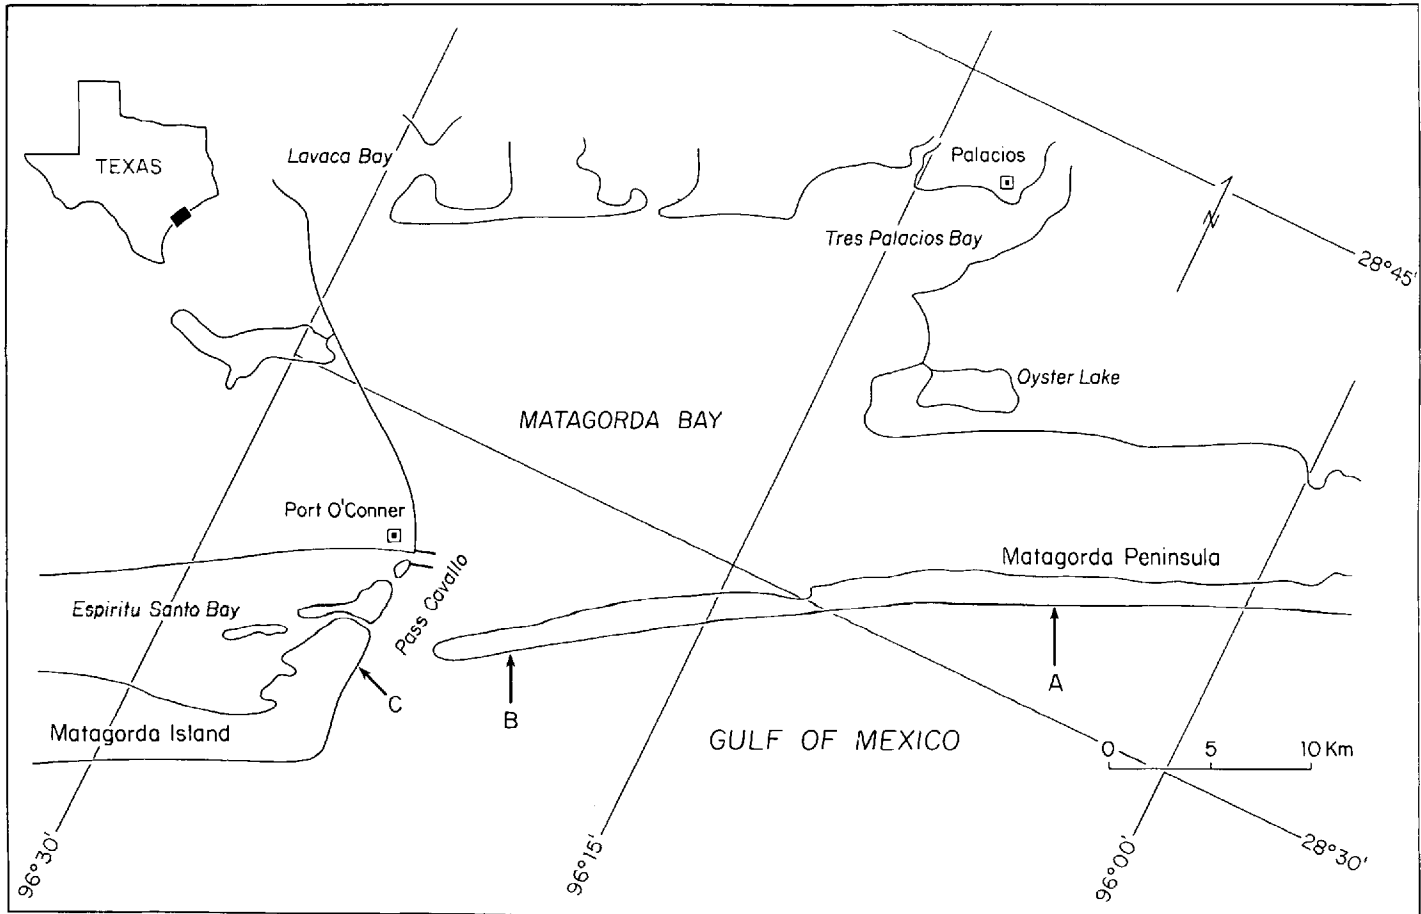 Lavaca Bay
TEXAS
Palacios
N
Tres Palacios Bay
28°45'
Oyster Lake
MATAGORDA BAY
Port O'Conner
Matagorda Peninsula
Pass Cavallo
Espiritu Santo Bay
A
C
B
Matagorda Island
GULF OF MEXICO
0 5 10 Km
96°30'
96°15'
96°00'
28°30'